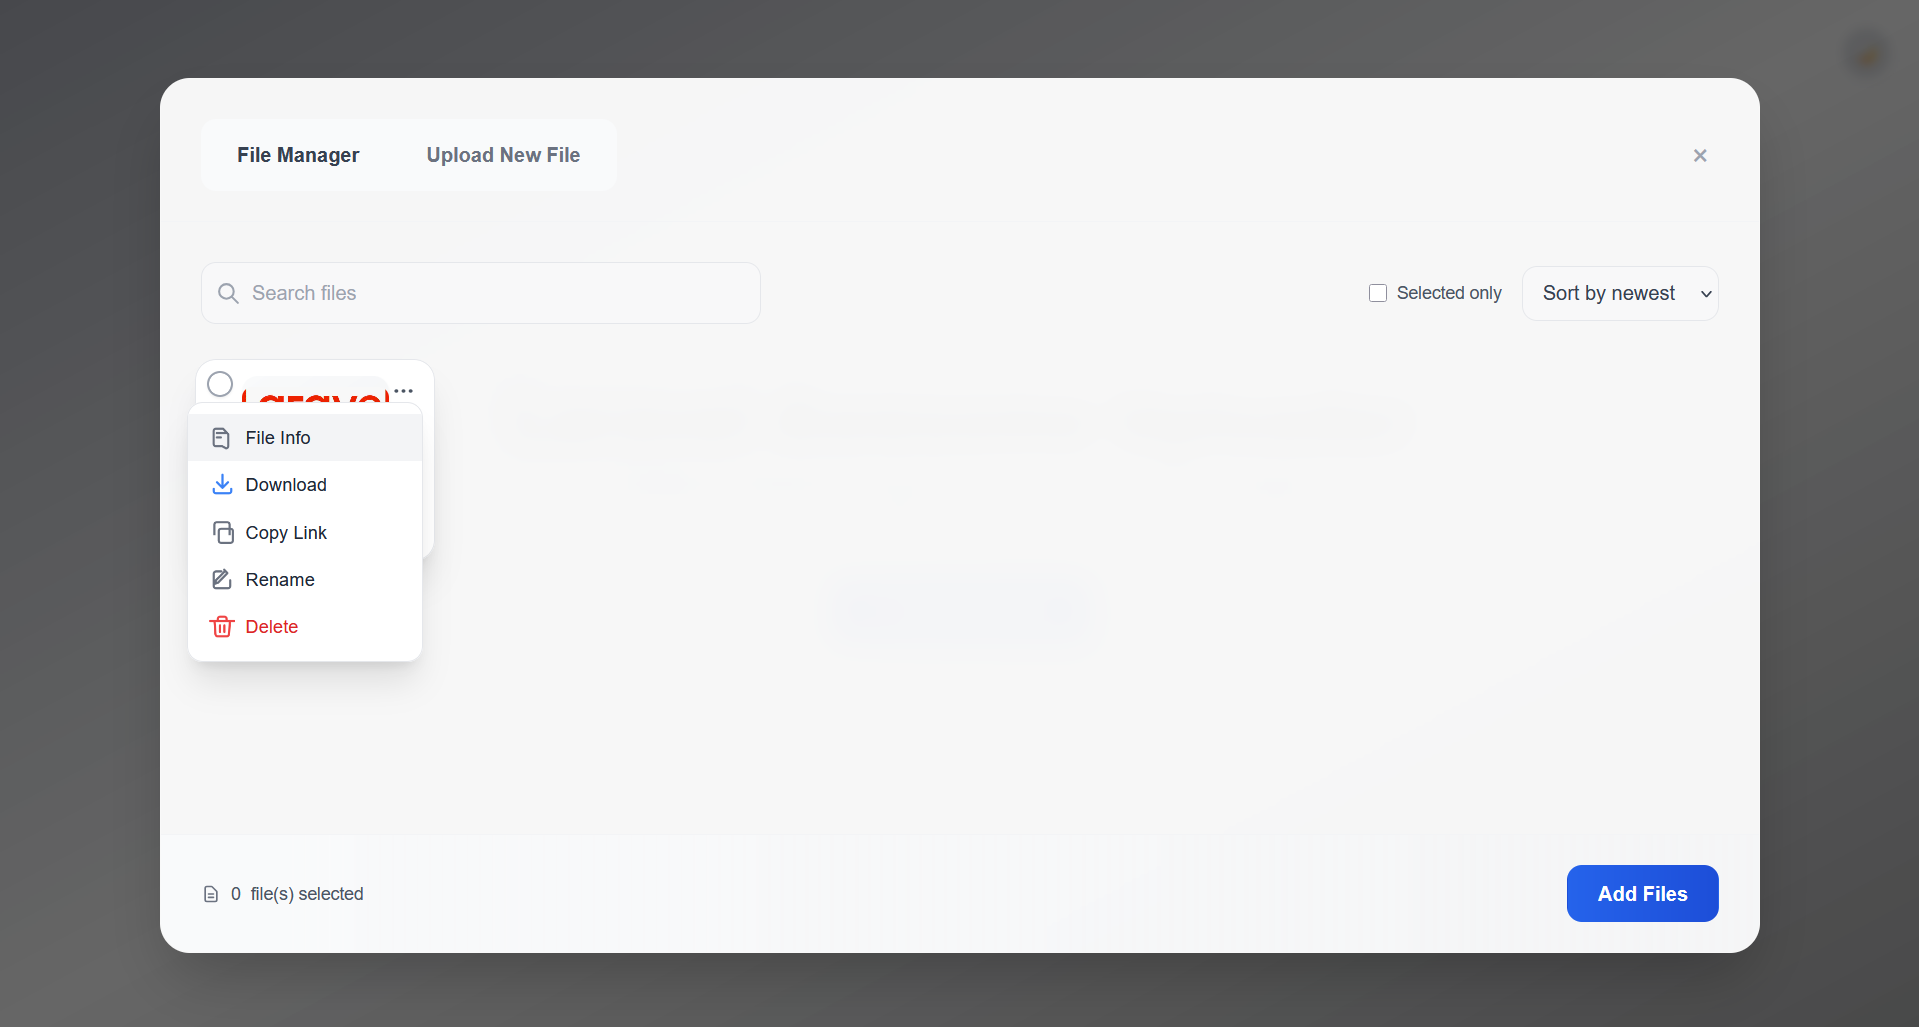 File Manager
Upload New File
Search files
Selected only
Sort by newest
File Info
Download
Copy Link
Rename
Delete
0 file(s) selected
Add Files